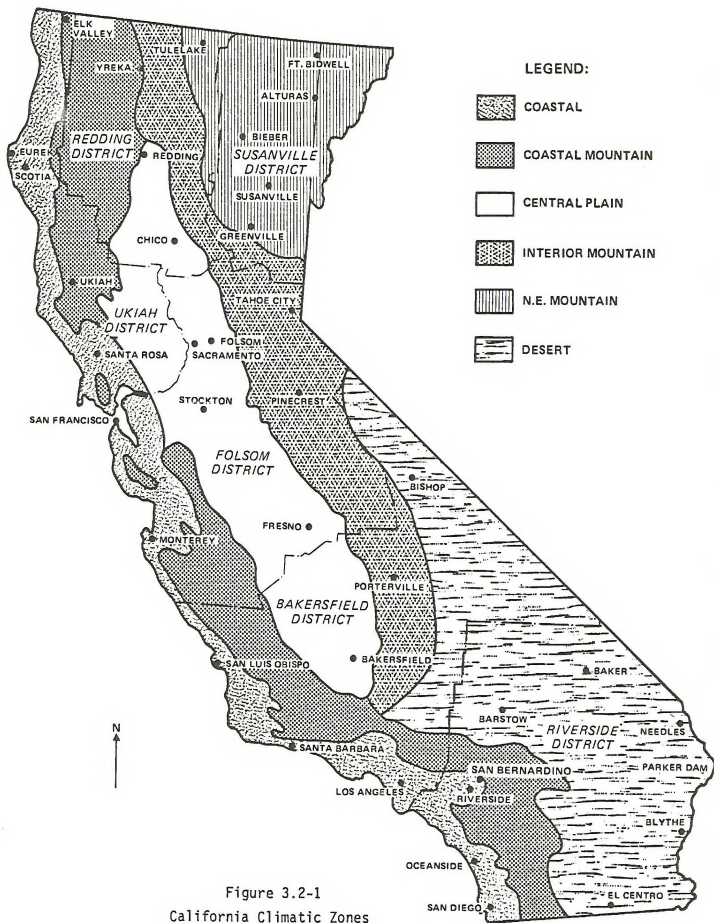 ELK
VALLEY
YREKA
TULELAKE
FT. BIDWELL
ALTURAS
BIEBER
REDDING
DISTRICT
REDDING
SUSANVILLE
DISTRICT
SUSANVILLE
EUREK
SCOTIA
GREENVILLE
CHICO
UKIAH
TAHOE CITY
UKIAH
DISTRICT
FOLSOM
SACRAMENTO
SANTA ROSA
STOCKTON
PINECREST
SAN FRANCISCO
FOLSOM
DISTRICT
BISHOP
FRESNO
MONTEREY
PORTERVILLE
BAKERSFIELD
DISTRICT
BAKERSFIELD
SAN LUIS OBISPO
BAKER
BARSTOW
RIVERSIDE
DISTRICT
NEEDLES
SANTA BARBARA
PARKER DAM
SAN BERNARDINO
LOS ANGELES
RIVERSIDE
BLYTHE
OCEANSIDE
EL CENTRO
SAN DIEGO
N
LEGEND:
COASTAL
COASTAL MOUNTAIN
CENTRAL PLAIN
INTERIOR MOUNTAIN
N.E. MOUNTAIN
DESERT
Figure 3.2-1
California Climatic Zones